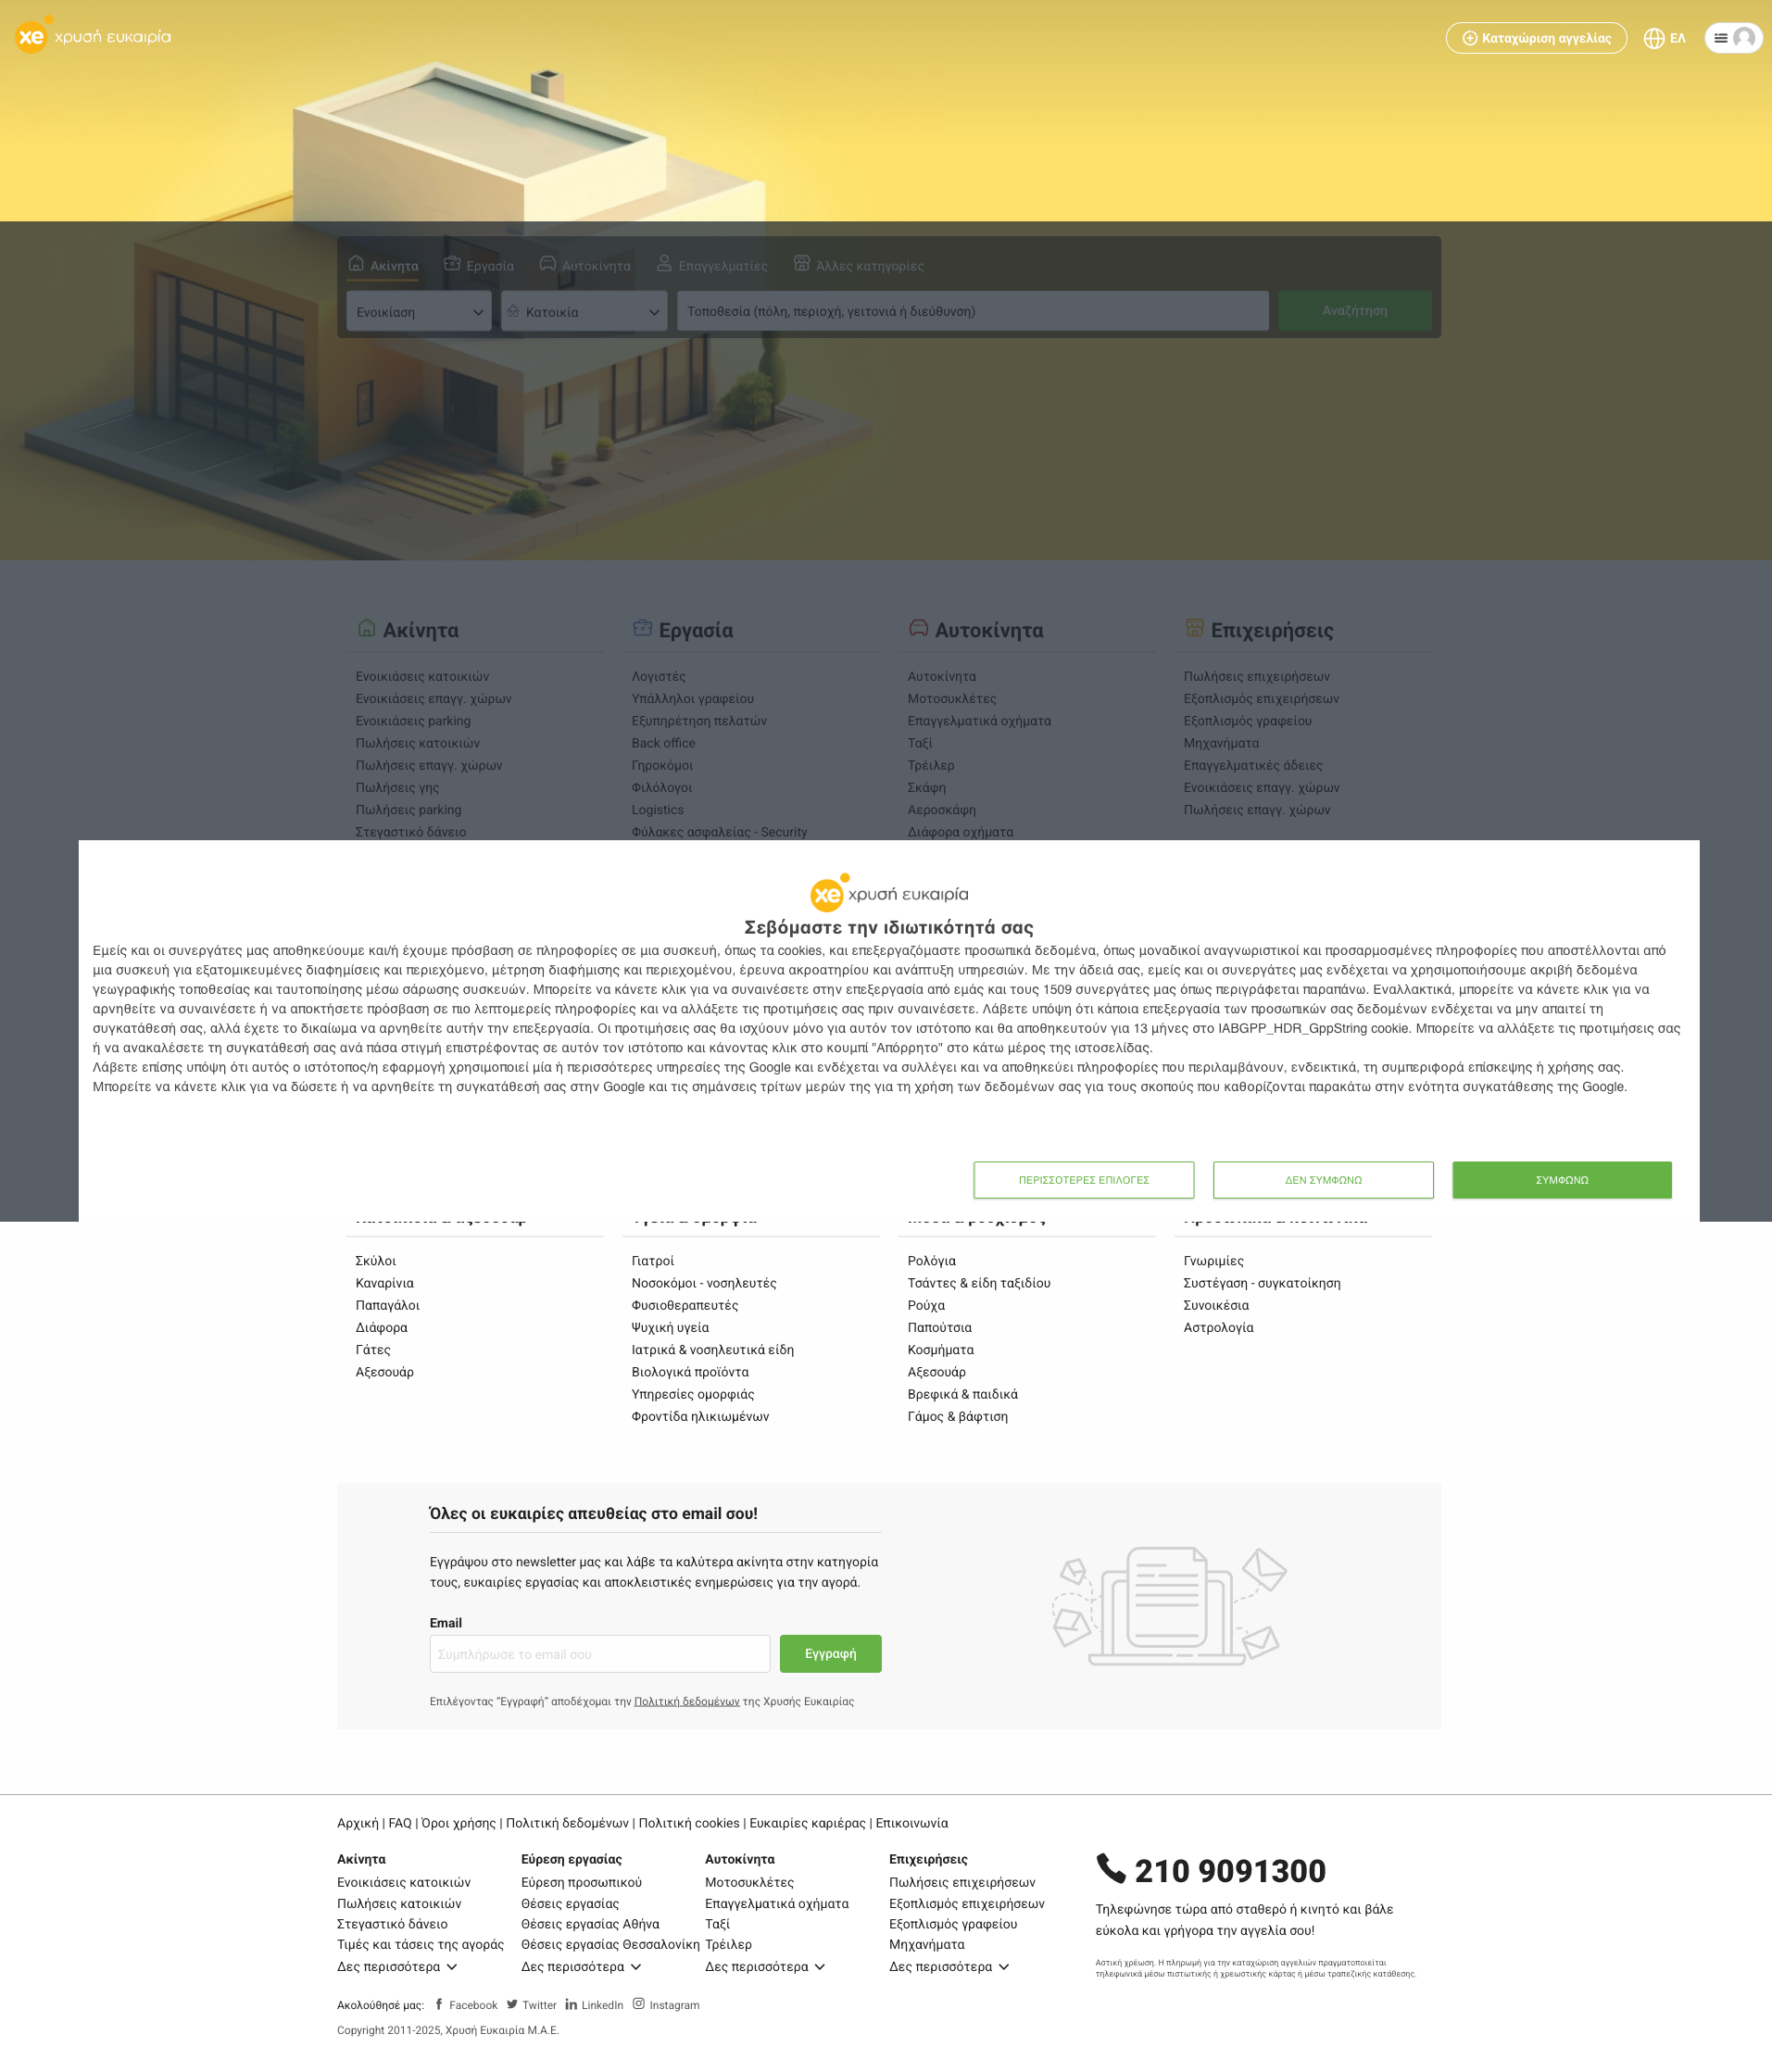 xe χρυσή ευκαιρία
Καταχώριση αγγελίας
ΕΛ
Ακίνητα Εργασία Αυτοκίνητα Επαγγελματίες Άλλες κατηγορίες
Ενοικίαση Κατοικία Τοποθεσία (πόλη, περιοχή, γειτονιά ή διεύθυνση) Αναζήτηση
Ακίνητα
Ενοικιάσεις κατοικιών
Ενοικιάσεις επαγγ. χώρων
Ενοικιάσεις parking
Πωλήσεις κατοικιών
Πωλήσεις επαγγ. χώρων
Πωλήσεις γης
Πωλήσεις parking
Στεγαστικό δάνειο
Εργασία
Λογιστές
Υπάλληλοι γραφείου
Εξυπηρέτηση πελατών
Back office
Γηροκόμοι
Φιλόλογοι
Logistics
Φύλακες ασφαλείας - Security
Αυτοκίνητα
Αυτοκίνητα
Μοτοσυκλέτες
Επαγγελματικά οχήματα
Ταξί
Τρέιλερ
Σκάφη
Αεροσκάφη
Διάφορα οχήματα
Επιχειρήσεις
Πωλήσεις επιχειρήσεων
Εξοπλισμός επιχειρήσεων
Εξοπλισμός γραφείου
Μηχανήματα
Επαγγελματικές άδειες
Ενοικιάσεις επαγγ. χώρων
Πωλήσεις επαγγ. χώρων
xe χρυσή ευκαιρία
Σεβόμαστε την ιδιωτικότητά σας
Εμείς και οι συνεργάτες μας αποθηκεύουμε και/ή έχουμε πρόσβαση σε πληροφορίες σε μια συσκευή, όπως τα cookies, και επεξεργαζόμαστε προσωπικά δεδομένα, όπως μοναδικοί αναγνωριστικοί και προσαρμοσμένες πληροφορίες που αποστέλλονται από
μια συσκευή για εξατομικευμένες διαφημίσεις και περιεχόμενο, μέτρηση διαφήμισης και περιεχομένου, έρευνα ακροατηρίου και ανάπτυξη υπηρεσιών. Με την άδειά σας, εμείς και οι συνεργάτες μας ενδέχεται να χρησιμοποιήσουμε ακριβή δεδομένα
γεωγραφικής τοποθεσίας και ταυτοποίησης μέσω σάρωσης συσκευών. Μπορείτε να κάνετε κλικ για να συναινέσετε στην επεξεργασία από εμάς και τους 1509 συνεργάτες μας όπως περιγράφεται παραπάνω. Εναλλακτικά, μπορείτε να κάνετε κλικ για να
αρνηθείτε να συναινέσετε ή να αποκτήσετε πρόσβαση σε πιο λεπτομερείς πληροφορίες και να αλλάξετε τις προτιμήσεις σας πριν συναινέσετε. Λάβετε υπόψη ότι κάποια επεξεργασία των προσωπικών σας δεδομένων ενδέχεται να μην απαιτεί τη
συγκατάθεσή σας, αλλά έχετε το δικαίωμα να αρνηθείτε αυτήν την επεξεργασία. Οι προτιμήσεις σας θα ισχύουν μόνο για αυτόν τον ιστότοπο και θα αποθηκευτούν για 13 μήνες στο IABGPP_HDR_GppString cookie. Μπορείτε να αλλάξετε τις προτιμήσεις σας
ή να ανακαλέσετε τη συγκατάθεσή σας ανά πάσα στιγμή επιστρέφοντας σε αυτόν τον ιστότοπο και κάνοντας κλικ στο κουμπί "Απόρρητο" στο κάτω μέρος της ιστοσελίδας.
Λάβετε επίσης υπόψη ότι αυτός ο ιστότοπος/η εφαρμογή χρησιμοποιεί μία ή περισσότερες υπηρεσίες της Google και ενδέχεται να συλλέγει και να αποθηκεύει πληροφορίες που περιλαμβάνουν, ενδεικτικά, τη συμπεριφορά επίσκεψης ή χρήσης σας.
Μπορείτε να κάνετε κλικ για να δώσετε ή να αρνηθείτε τη συγκατάθεσή σας στην Google και τις σημάνσεις τρίτων μερών της για τη χρήση των δεδομένων σας για τους σκοπούς που καθορίζονται παρακάτω στην ενότητα συγκατάθεσης της Google.
ΠΕΡΙΣΣΟΤΕΡΕΣ ΕΠΙΛΟΓΕΣ ΔΕΝ ΣΥΜΦΩΝΩ ΣΥΜΦΩΝΩ
Σκύλοι
Καναρίνια
Παπαγάλοι
Διάφορα
Γάτες
Αξεσουάρ
Γιατροί
Νοσοκόμοι - νοσηλευτές
Φυσιοθεραπευτές
Ψυχική υγεία
Ιατρικά & νοσηλευτικά είδη
Βιολογικά προϊόντα
Υπηρεσίες ομορφιάς
Φροντίδα ηλικιωμένων
Ρολόγια
Τσάντες & είδη ταξιδίου
Ρούχα
Παπούτσια
Κοσμήματα
Αξεσουάρ
Βρεφικά & παιδικά
Γάμος & βάφτιση
Γνωριμίες
Συστέγαση - συγκατοίκηση
Συνοικέσια
Αστρολογία
Όλες οι ευκαιρίες απευθείας στο email σου!
Εγγράψου στο newsletter μας και λάβε τα καλύτερα ακίνητα στην κατηγορία
τους, ευκαιρίες εργασίας και αποκλειστικές ενημερώσεις για την αγορά.
Email
Συμπλήρωσε το email σου Εγγραφή
Επιλέγοντας “Εγγραφή” αποδέχομαι την Πολιτική δεδομένων της Χρυσής Ευκαιρίας
Αρχική | FAQ | Όροι χρήσης | Πολιτική δεδομένων | Πολιτική cookies | Ευκαιρίες καριέρας | Επικοινωνία
Ακίνητα
Ενοικιάσεις κατοικιών
Πωλήσεις κατοικιών
Στεγαστικό δάνειο
Τιμές και τάσεις της αγοράς
Δες περισσότερα
Εύρεση εργασίας
Εύρεση προσωπικού
Θέσεις εργασίας
Θέσεις εργασίας Αθήνα
Θέσεις εργασίας Θεσσαλονίκη
Δες περισσότερα
Αυτοκίνητα
Μοτοσυκλέτες
Επαγγελματικά οχήματα
Ταξί
Τρέιλερ
Δες περισσότερα
Επιχειρήσεις
Πωλήσεις επιχειρήσεων
Εξοπλισμός επιχειρήσεων
Εξοπλισμός γραφείου
Μηχανήματα
Δες περισσότερα
210 9091300
Τηλεφώνησε τώρα από σταθερό ή κινητό και βάλε
εύκολα και γρήγορα την αγγελία σου!
Αστική χρέωση. Η πληρωμή για την καταχώριση αγγελιών πραγματοποιείται
τηλεφωνικά μέσω πιστωτικής ή χρεωστικής κάρτας ή μέσω τραπεζικής κατάθεσης.
Ακολούθησέ μας: Facebook Twitter LinkedIn Instagram
Copyright 2011-2025, Χρυσή Ευκαιρία Μ.Α.Ε.